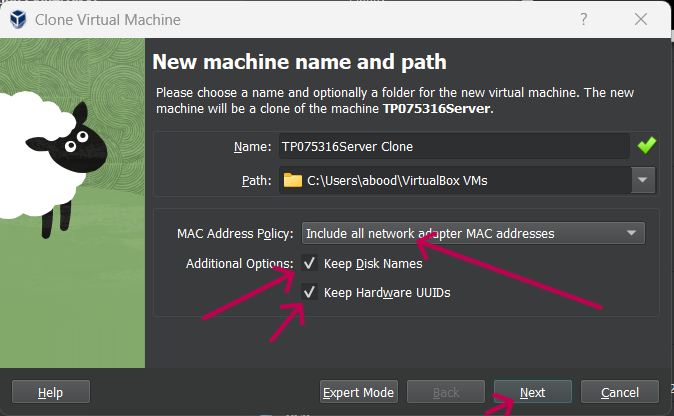 Clone Virtual Machine
?
New machine name and path
Please choose a name and optionally a folder for the new virtual machine. The new
machine will be a clone of the machine TP075316Server.
Name: TP075316Server Clone
Path: C:\Users\abood\VirtualBox VMs
MAC Address Policy: Include all network adapter MAC addresses
Additional Options: Keep Disk Names
Keep Hardware UUIDs
Help Expert Mode Back Next Cancel